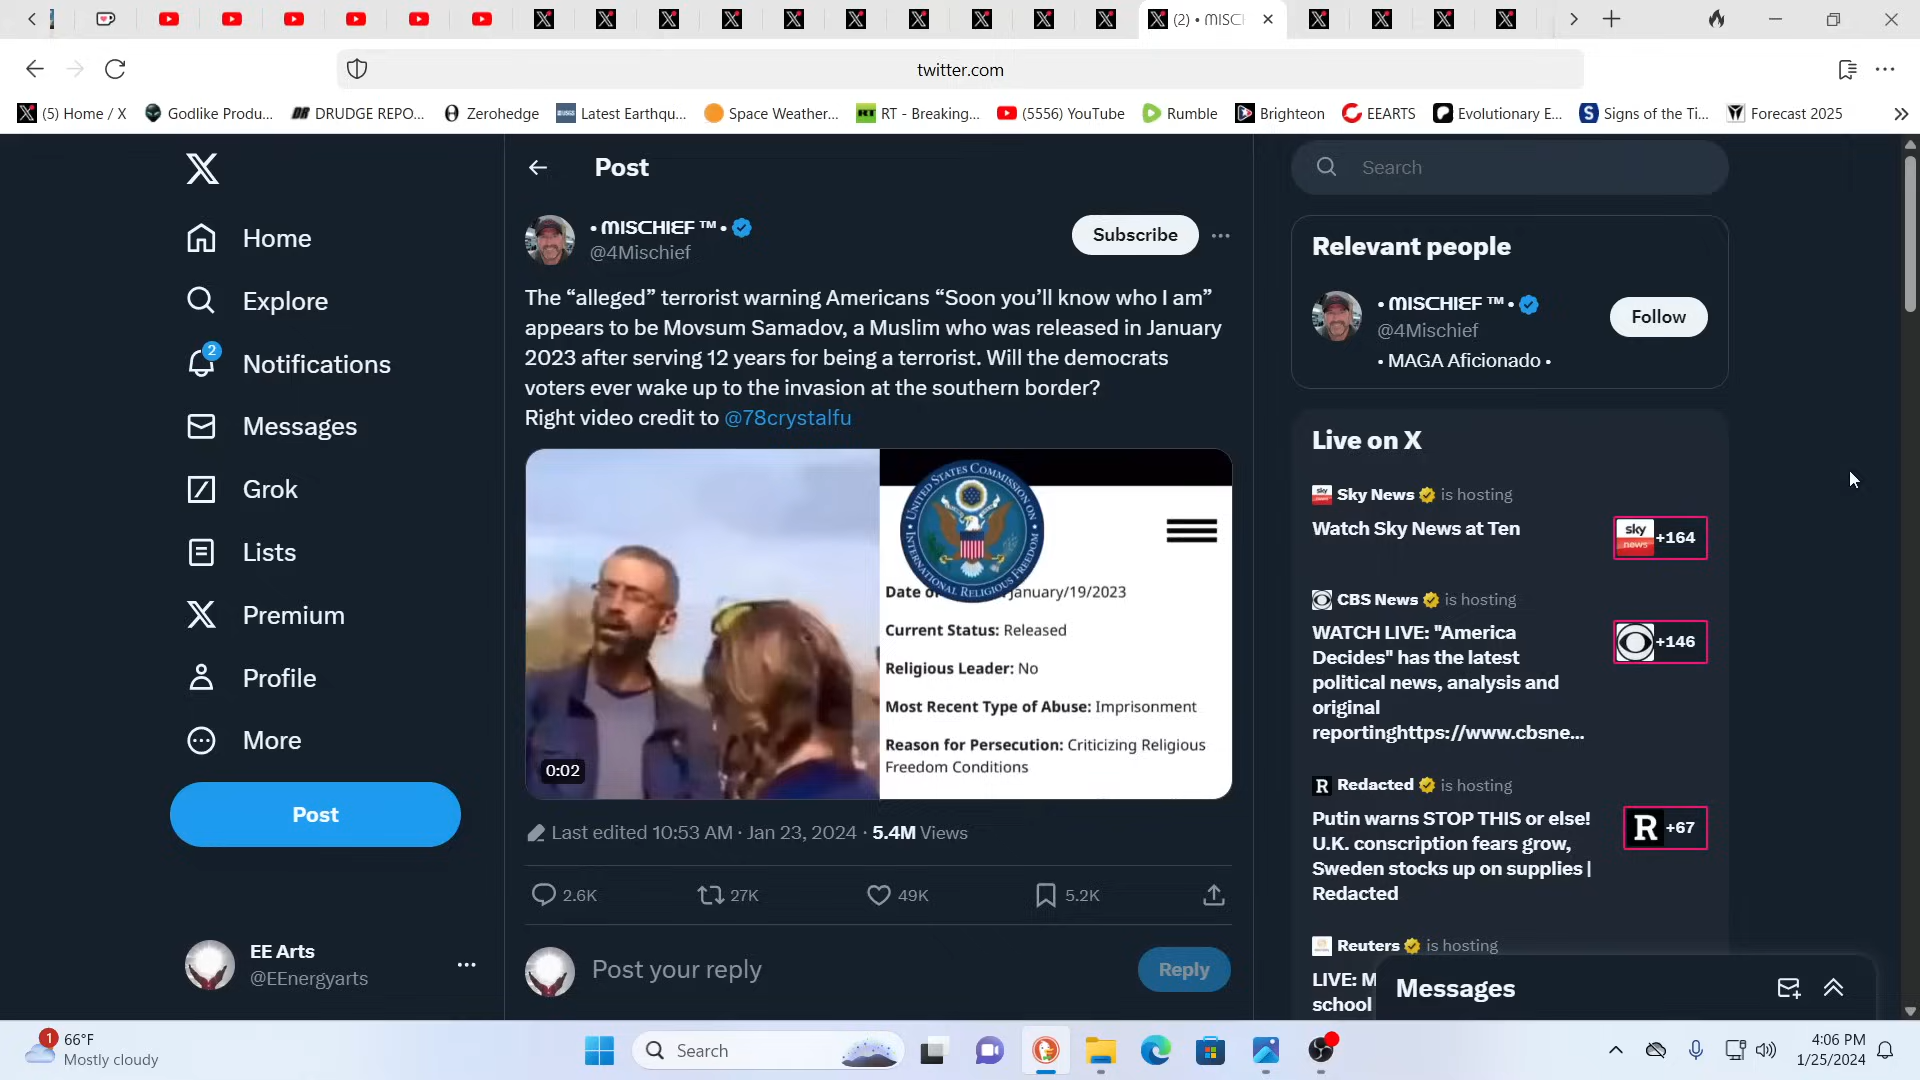 (2) • MISC
twitter.com
(5) Home / X
Godlike Produ...
DRUDGE REPO...
Zerohedge
Latest Earthqu...
Space Weather...
RT - Breaking...
(5556) YouTube
Rumble
Brighteon
EEARTS
Evolutionary E...
Signs of the Ti...
Forecast 2025
Home
Explore
2
Notifications
Messages
Grok
Lists
Premium
Profile
More
Post
EE Arts
@EEnergyarts
Post
• MISCHIEF ™ •
@4Mischief
Subscribe
The “alleged” terrorist warning Americans “Soon you’ll know who I am”
appears to be Movsum Samadov, a Muslim who was released in January
2023 after serving 12 years for being a terrorist. Will the democrats
voters ever wake up to the invasion at the southern border?
Right video credit to @78crystalfu
0:02
UNITED STATES COMMISSION ON
INTERNATIONAL RELIGIOUS FREEDOM
Date o January/19/2023
Current Status: Released
Religious Leader: No
Most Recent Type of Abuse: Imprisonment
Reason for Persecution: Criticizing Religious
Freedom Conditions
Last edited 10:53 AM · Jan 23, 2024 · 5.4M Views
2.6K
27K
49K
5.2K
Post your reply
Reply
Search
Relevant people
• MISCHIEF ™ •
@4Mischief
Follow
• MAGA Aficionado •
Live on X
Sky News is hosting
Watch Sky News at Ten
sky news +164
CBS News is hosting
WATCH LIVE: "America
Decides" has the latest
political news, analysis and
original
reportinghttps://www.cbsne...
+146
R Redacted is hosting
Putin warns STOP THIS or else!
U.K. conscription fears grow,
Sweden stocks up on supplies |
Redacted
R +67
Reuters is hosting
LIVE: M
school
Messages
1
66°F
Mostly cloudy
Search
4:06 PM
1/25/2024